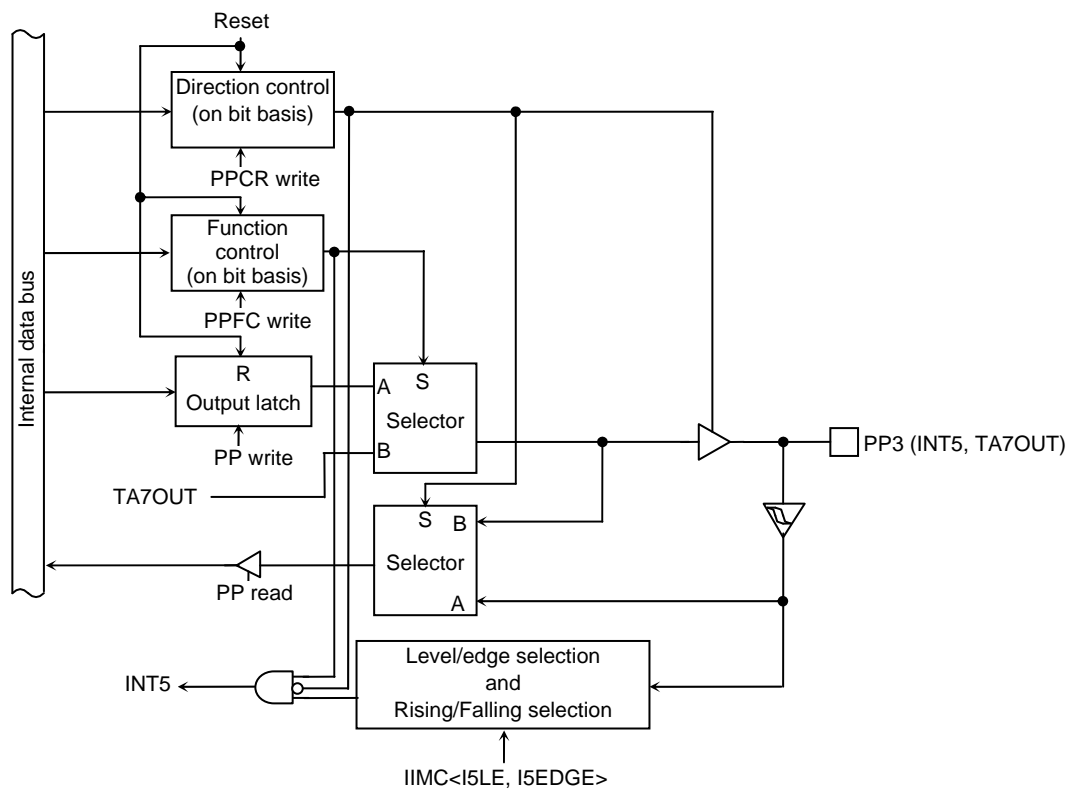 Reset
Direction control
(on bit basis)
PPCR write
Function
control
(on bit basis)
PPFC write
Internal data bus
R
Output latch
PP write
TA7OUT
A
S
Selector
B
PP3 (INT5, TA7OUT)
S
B
Selector
A
PP read
Level/edge selection
and
Rising/Falling selection
INT5
IIMC<I5LE, I5EDGE>